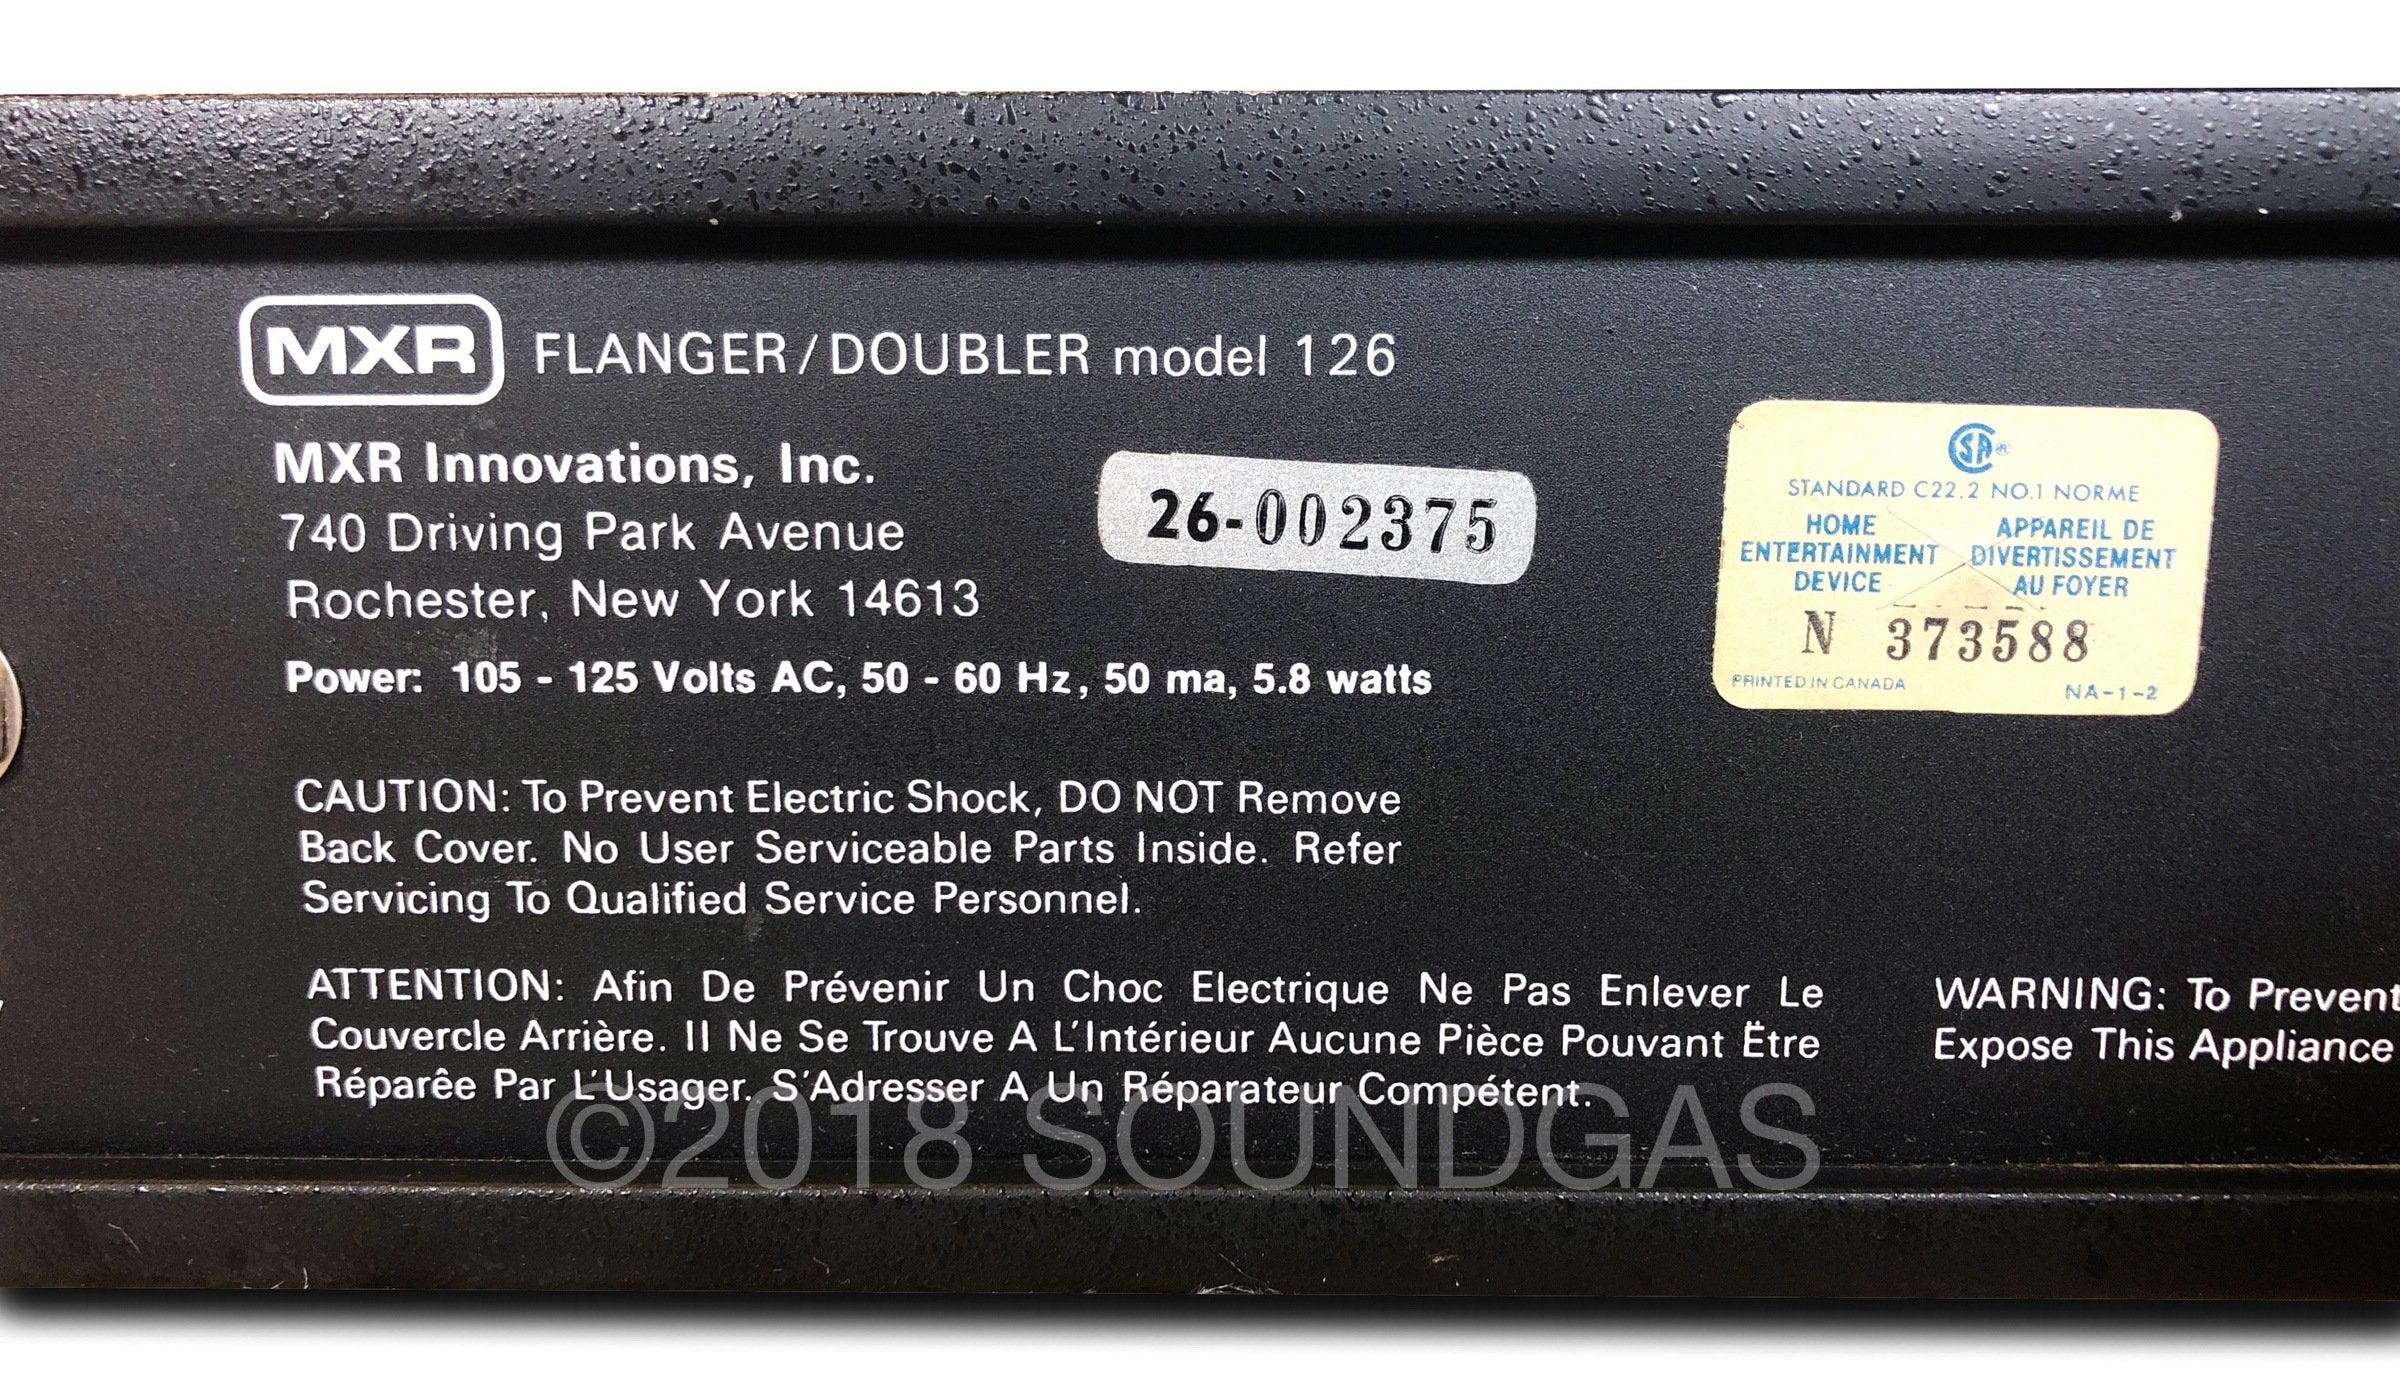 MXR FLANGER/DOUBLER model 126
MXR Innovations, Inc.
740 Driving Park Avenue
Rochester, New York 14613
26-002375
Power: 105 - 125 Volts AC, 50 - 60 Hz, 50 ma, 5.8 watts
SA ®
STANDARD C22.2 NO.1 NORME
HOME
ENTERTAINMENT
DEVICE
APPAREIL DE
DIVERTISSEMENT
AU FOYER
N 373588
PRINTED IN CANADA NA-1-2
CAUTION: To Prevent Electric Shock, DO NOT Remove
Back Cover. No User Serviceable Parts Inside. Refer
Servicing To Qualified Service Personnel.
ATTENTION: Afin De Prévenir Un Choc Electrique Ne Pas Enlever Le
Couvercle Arrière. Il Ne Se Trouve A L'Intérieur Aucune Pièce Pouvant Ëtre
Réparêe Par L'Usager. S'Adresser A Un Réparateur Compétent.
WARNING: To Prevent
Expose This Appliance
©2018 SOUNDGAS